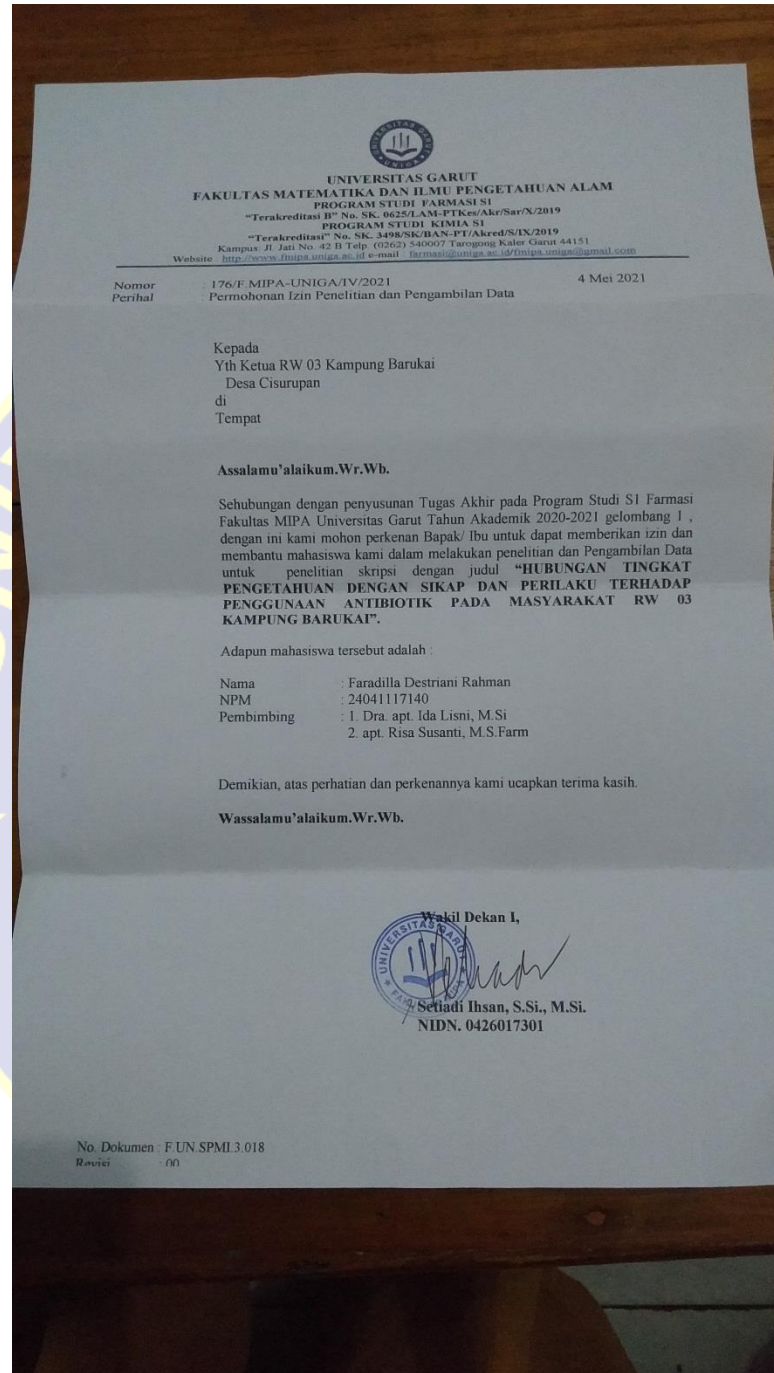 UNIVERSITAS GARUT
UNIGA
UNIVERSITAS GARUT
FAKULTAS MATEMATIKA DAN ILMU PENGETAHUAN ALAM
PROGRAM STUDI FARMASI S1
"Terakreditasi B" No. SK. 0625/LAM-PTKes/Akr/Sar/X/2019
PROGRAM STUDI KIMIA S1
"Terakreditasi" No. SK. 3498/SK/BAN-PT/Akred/S/IX/2019
Kampus: Jl. Jati No. 42 B Telp. (0262) 540007 Tarogong Kaler Garut 44151
Website : http://www.fmipa.uniga.ac.id e-mail : farmasi@uniga.ac.id/fmipa.uniga@gmail.com
Nomor : 176/F.MIPA-UNIGA/IV/2021 4 Mei 2021
Perihal : Permohonan Izin Penelitian dan Pengambilan Data
Kepada
Yth Ketua RW 03 Kampung Barukai
Desa Cisurupan
di
Tempat
Assalamu'alaikum.Wr.Wb.
Sehubungan dengan penyusunan Tugas Akhir pada Program Studi S1 Farmasi
Fakultas MIPA Universitas Garut Tahun Akademik 2020-2021 gelombang 1 ,
dengan ini kami mohon perkenan Bapak/ Ibu untuk dapat memberikan izin dan
membantu mahasiswa kami dalam melakukan penelitian dan Pengambilan Data
untuk penelitian skripsi dengan judul "HUBUNGAN TINGKAT
PENGETAHUAN DENGAN SIKAP DAN PERILAKU TERHADAP
PENGGUNAAN ANTIBIOTIK PADA MASYARAKAT RW 03
KAMPUNG BARUKAI".
Adapun mahasiswa tersebut adalah :
Nama : Faradilla Destriani Rahman
NPM : 24041117140
Pembimbing : 1. Dra. apt. Ida Lisni, M.Si
2. apt. Risa Susanti, M.S.Farm
Demikian, atas perhatian dan perkenannya kami ucapkan terima kasih.
Wassalamu'alaikum.Wr.Wb.
Wakil Dekan I,
UNIVERSITAS GARUT
Setiadi Ihsan, S.Si., M.Si.
NIDN. 0426017301
No. Dokumen : F.UN.SPMI.3.018
Revisi : 00